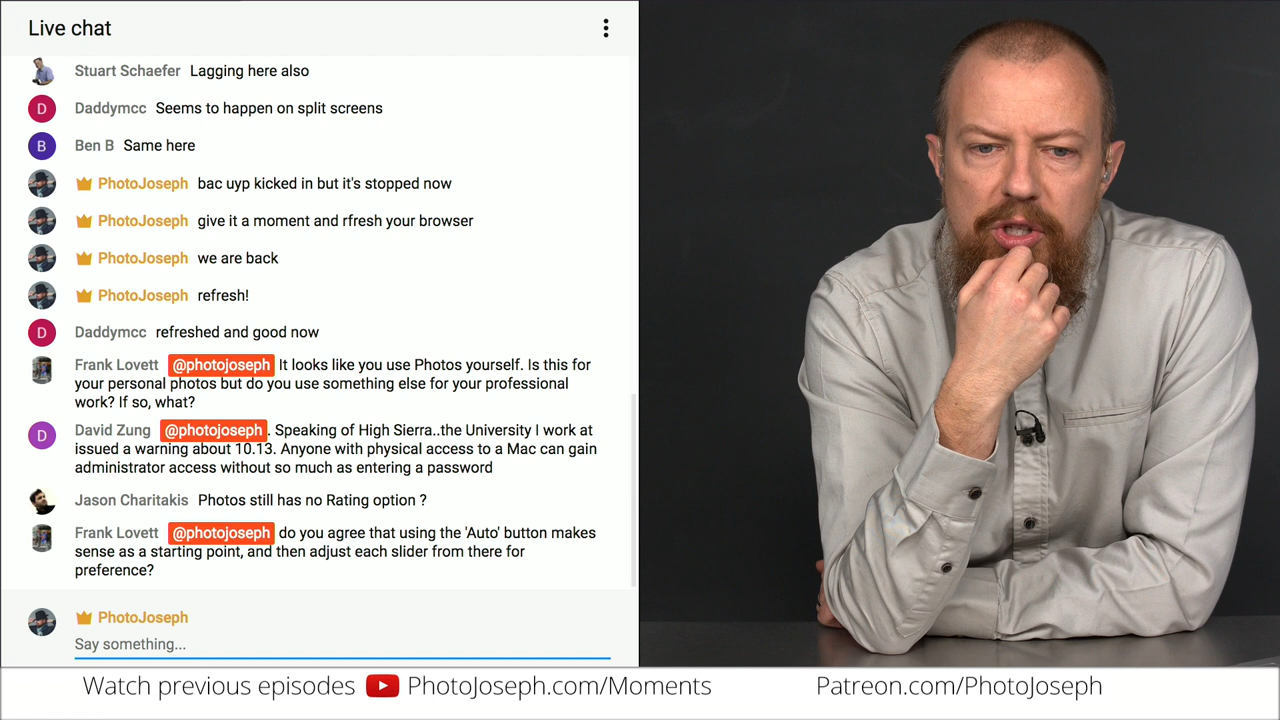 Live chat
Stuart Schaefer Lagging here also
D Daddymcc Seems to happen on split screens
B Ben B Same here
PhotoJoseph bac uyp kicked in but it's stopped now
PhotoJoseph give it a moment and rfresh your browser
PhotoJoseph we are back
PhotoJoseph refresh!
D Daddymcc refreshed and good now
Frank Lovett @photojoseph It looks like you use Photos yourself. Is this for
your personal photos but do you use something else for your professional
work? If so, what?
D David Zung @photojoseph. Speaking of High Sierra..the University I work at
issued a warning about 10.13. Anyone with physical access to a Mac can gain
administrator access without so much as entering a password
Jason Charitakis Photos still has no Rating option ?
Frank Lovett @photojoseph do you agree that using the 'Auto' button makes
sense as a starting point, and then adjust each slider from there for
preference?
PhotoJoseph
Say something...
Watch previous episodes PhotoJoseph.com/Moments
Patreon.com/PhotoJoseph